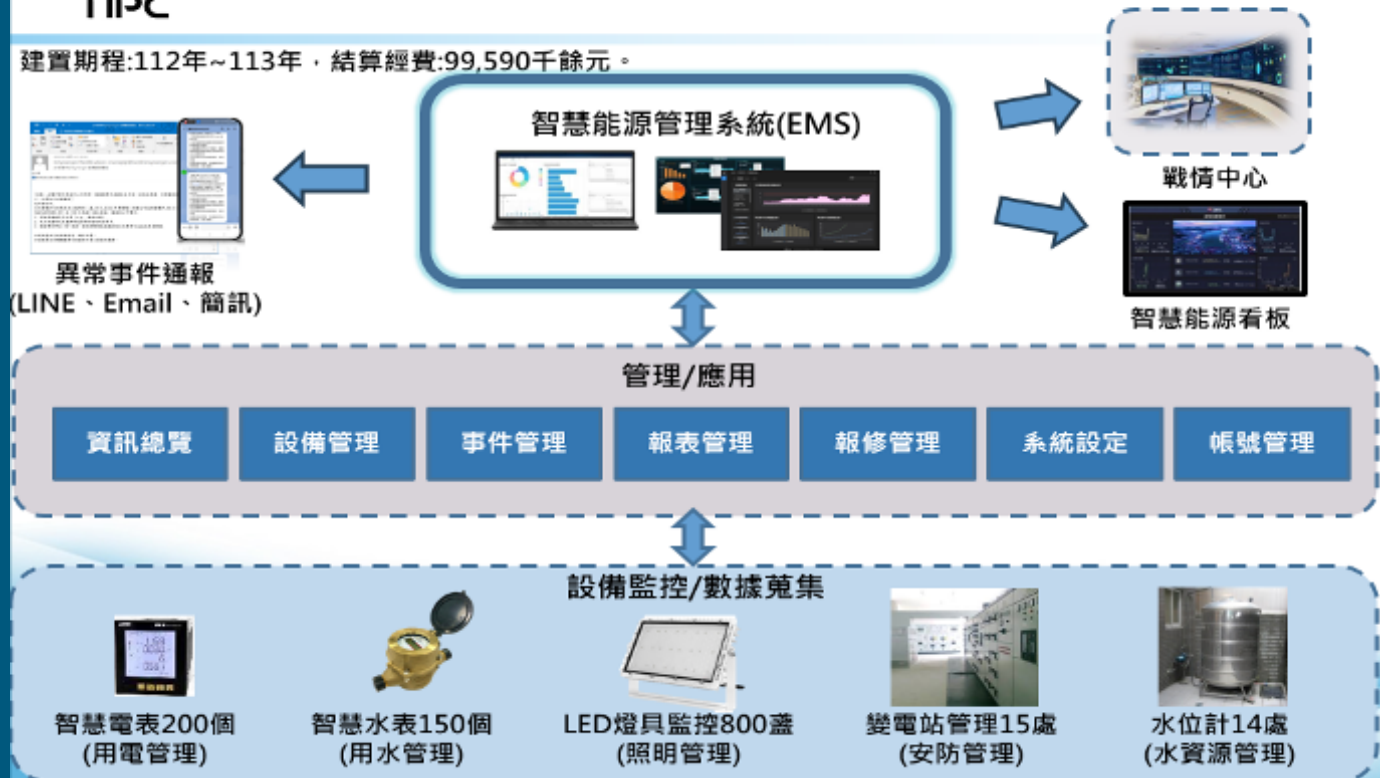 TIPC
建置期程:112年~113年，結算經費:99,590千餘元。
智慧能源管理系統(EMS)
戰情中心
異常事件通報
(LINE、Email、簡訊)
智慧能源看板
管理/應用
資訊總覽
設備管理
事件管理
報表管理
報修管理
系統設定
帳號管理
設備監控/數據蒐集
智慧電表200個
(用電管理)
智慧水表150個
(用水管理)
LED燈具監控800盞
(照明管理)
變電站管理15處
(安防管理)
水位計14處
(水資源管理)